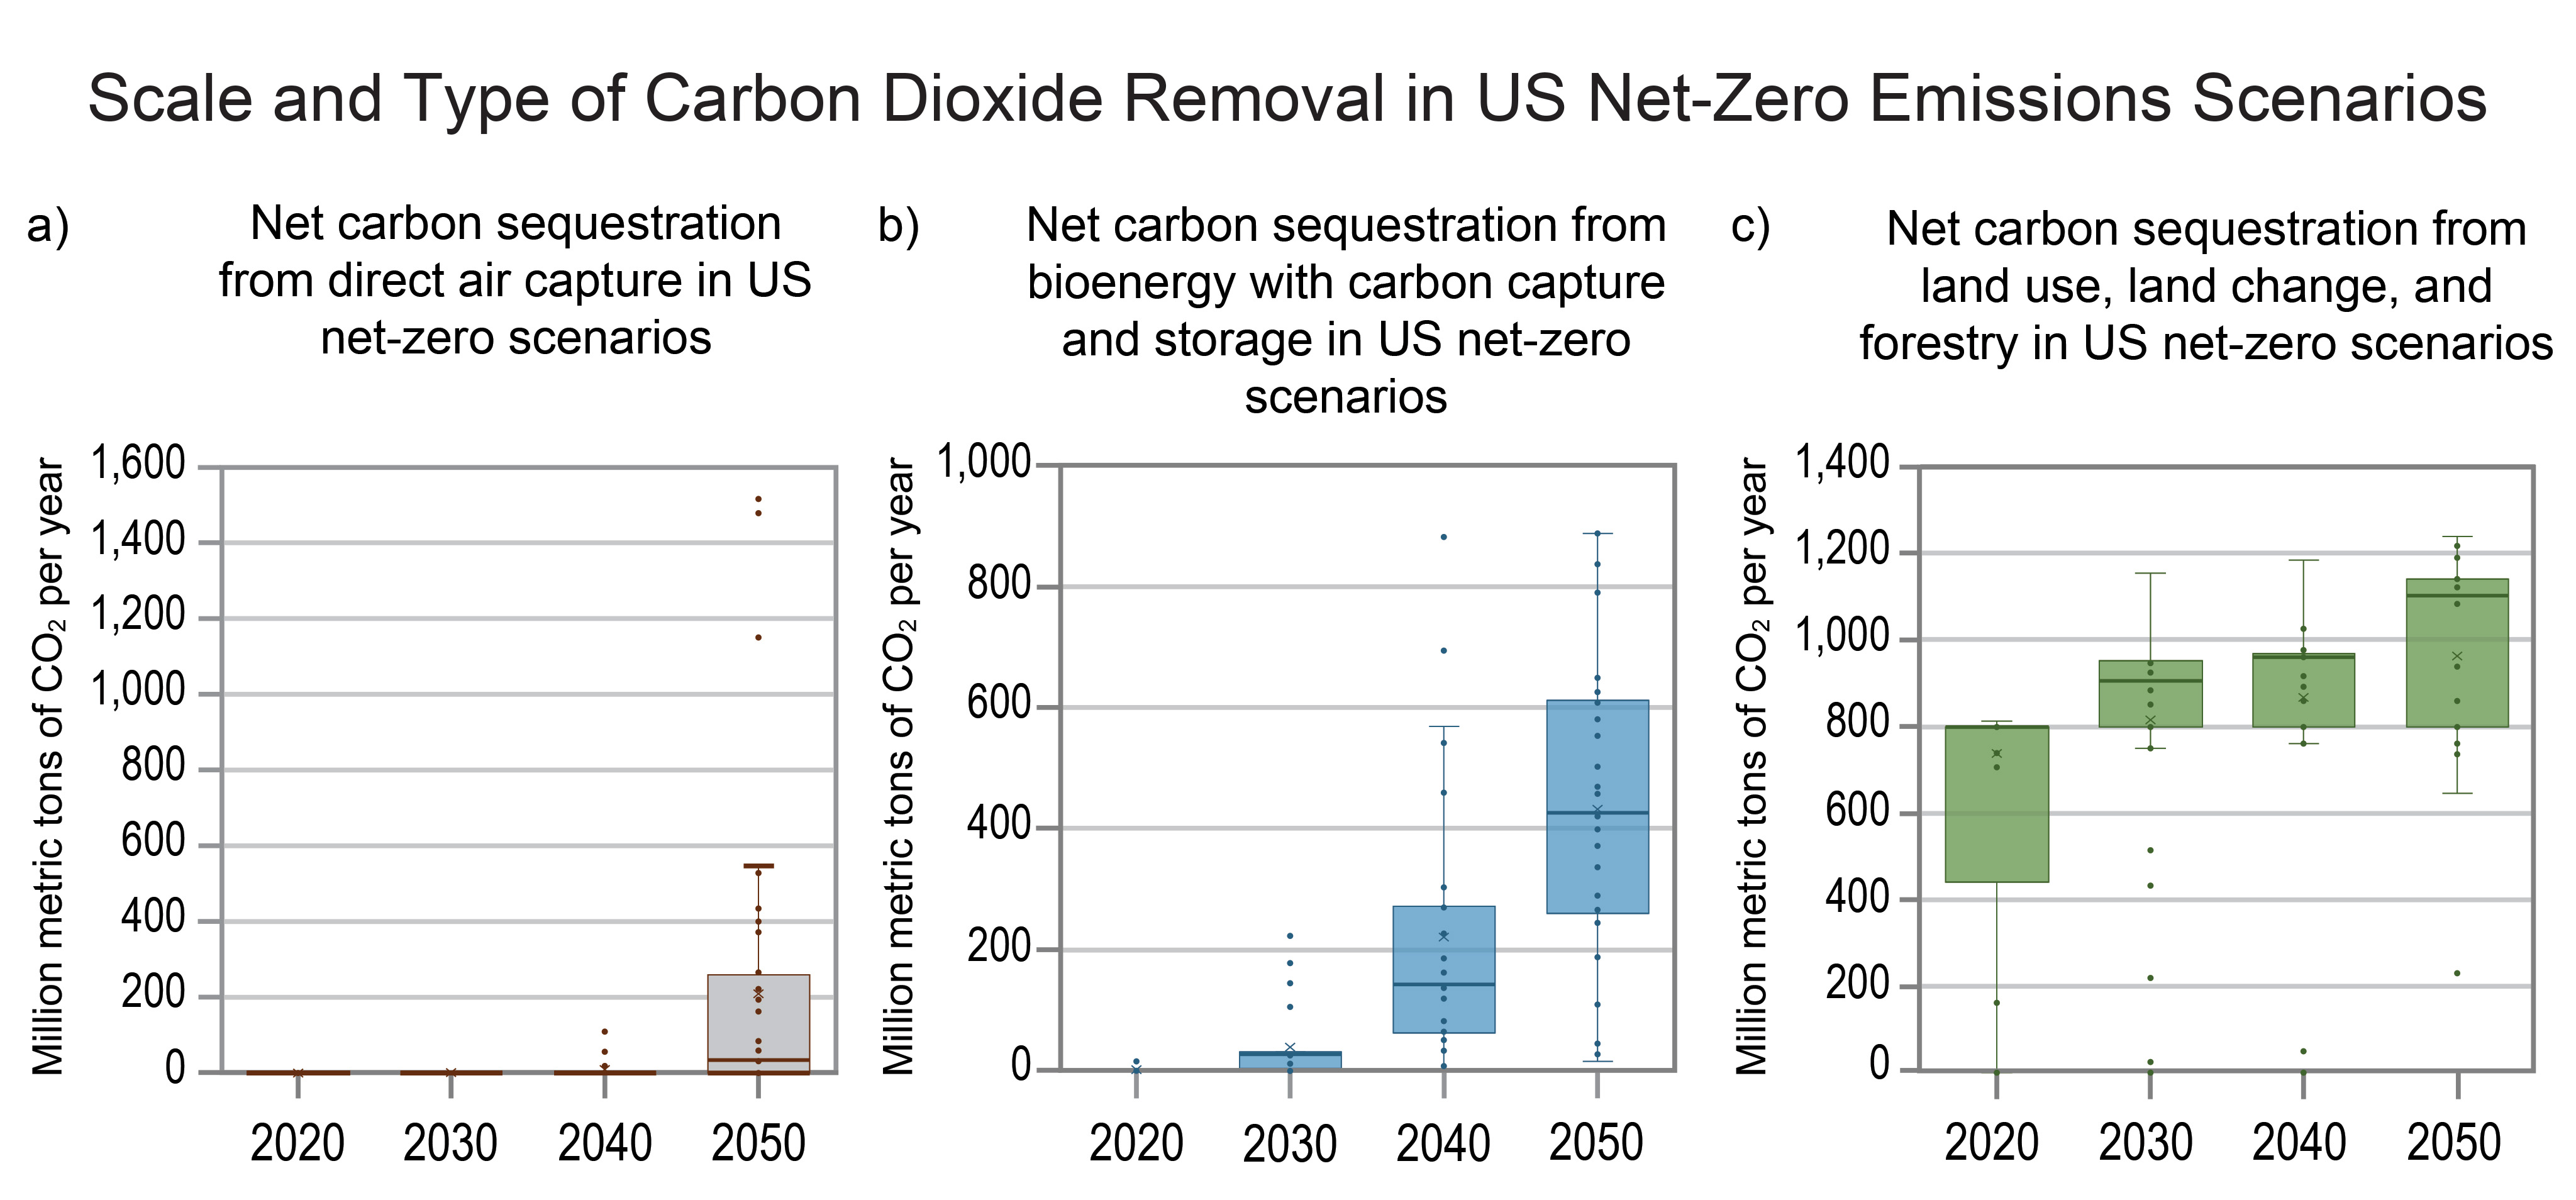 Scale and Type of Carbon Dioxide Removal in US Net-Zero Emissions Scenarios
a)
Net carbon sequestration
from direct air capture in US
net-zero scenarios
Million metric tons of CO₂ per year
1,600
1,400
1,200
1,000
800
600
400
200
0
2020 2030 2040 2050
b)
Net carbon sequestration from
bioenergy with carbon capture
and storage in US net-zero
scenarios
Million metric tons of CO₂ per year
1,000
800
600
400
200
0
2020 2030 2040 2050
c)
Net carbon sequestration from
land use, land change, and
forestry in US net-zero scenarios
Million metric tons of CO₂ per year
1,400
1,200
1,000
800
600
400
200
0
2020 2030 2040 2050